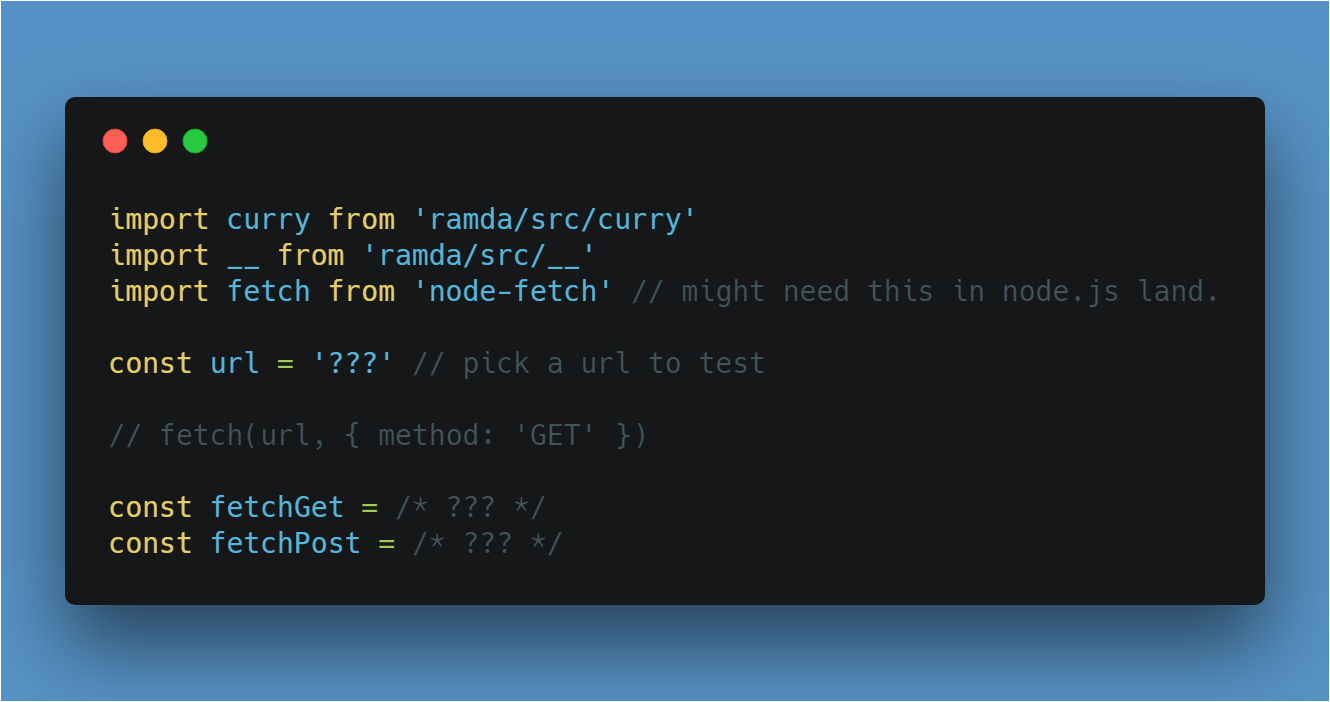 import curry from 'ramda/src/curry'
import __ from 'ramda/src/__'
import fetch from 'node-fetch' // might need this in node.js land.
const url = '???' // pick a url to test
// fetch(url, { method: 'GET' })
const fetchGet = /* ??? */
const fetchPost = /* ??? */